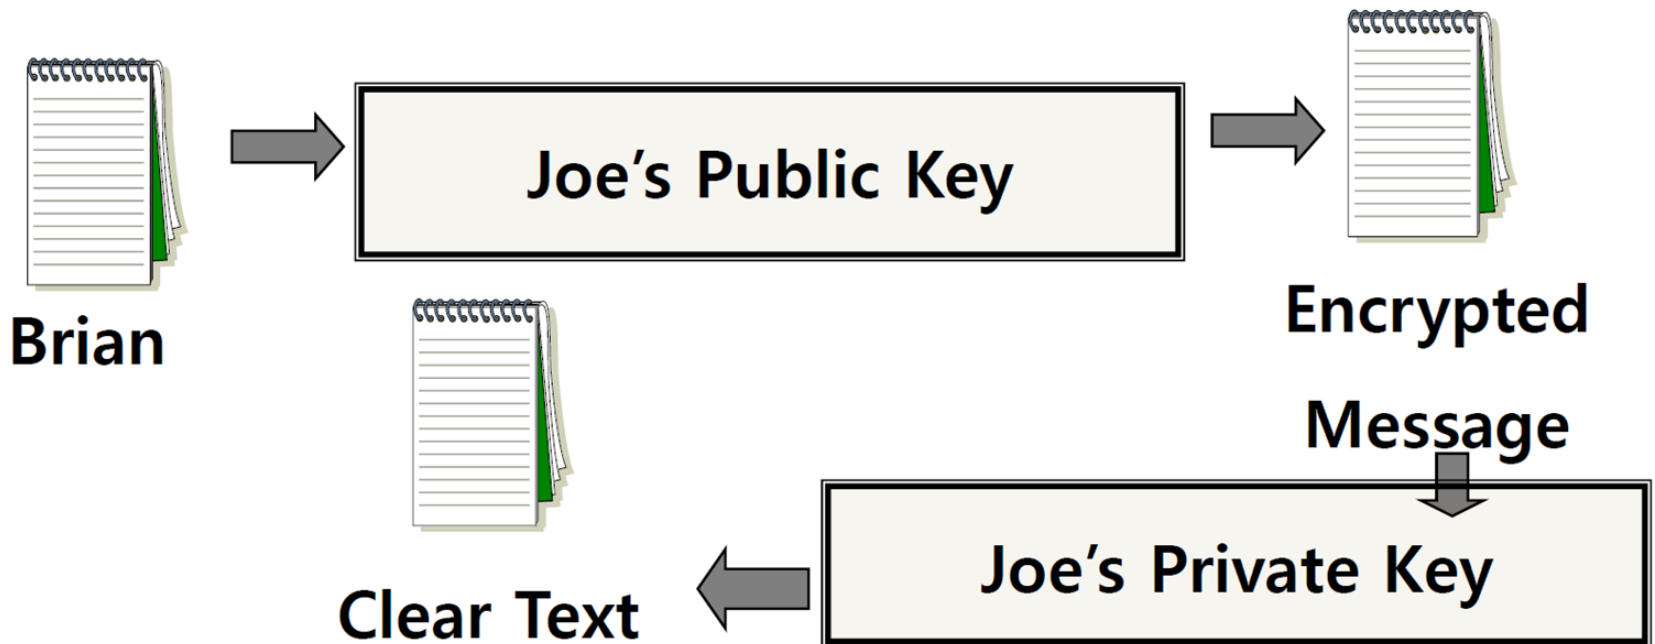 Joe’s Public Key
Brian
Encrypted
Message
Joe’s Private Key
Clear Text